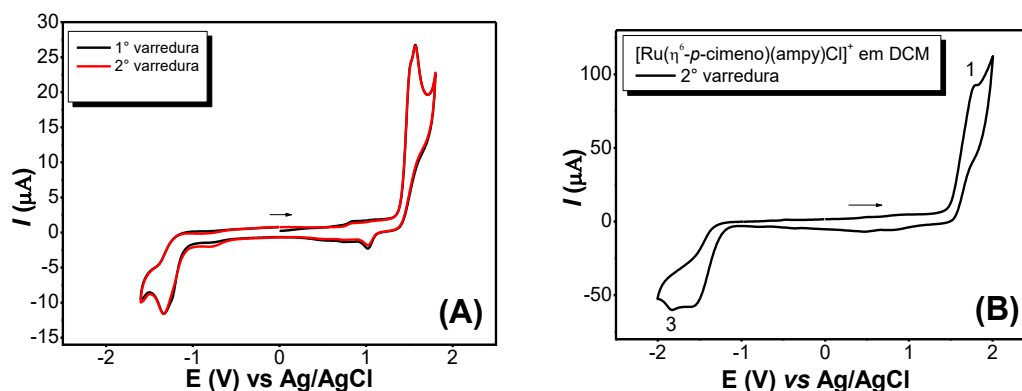 30
25
20
15
10
5
0
-5
-10
-15
I (µA)
1° varredura
2° varredura
(A)
-2
-1
0
1
2
E (V) vs Ag/AgCl
100
50
0
-50
I (µA)
[Ru(η⁶-p-cimeno)(ampy)Cl]⁺ em DCM
2° varredura
1
3
(B)
-2
-1
0
1
2
E (V) vs Ag/AgCl